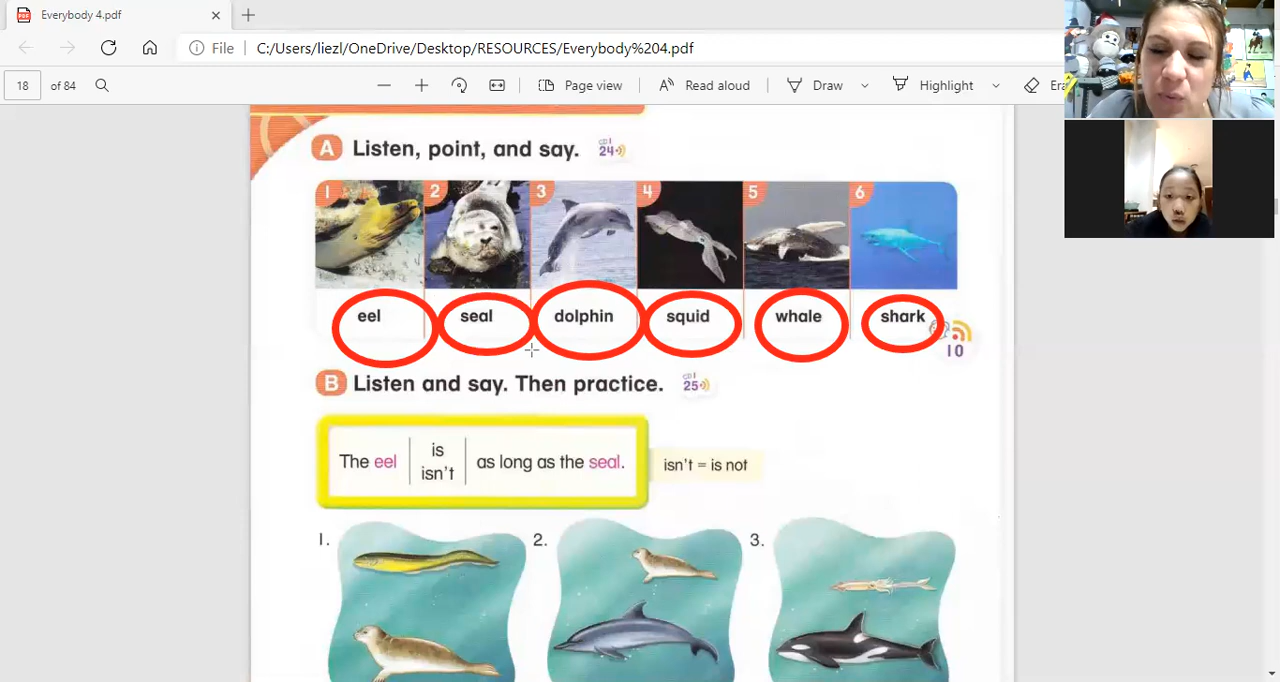 Everybody 4.pdf
File C:/Users/liezl/OneDrive/Desktop/RESOURCES/Everybody%204.pdf
18 of 84 Page view Read aloud Draw Highlight Era
A Listen, point, and say. CD1 24
1 2 3 4 5 6
eel seal dolphin squid whale shark
10
B Listen and say. Then practice. CD1 25
The eel is isn't as long as the seal. isn't = is not
1. 2. 3.